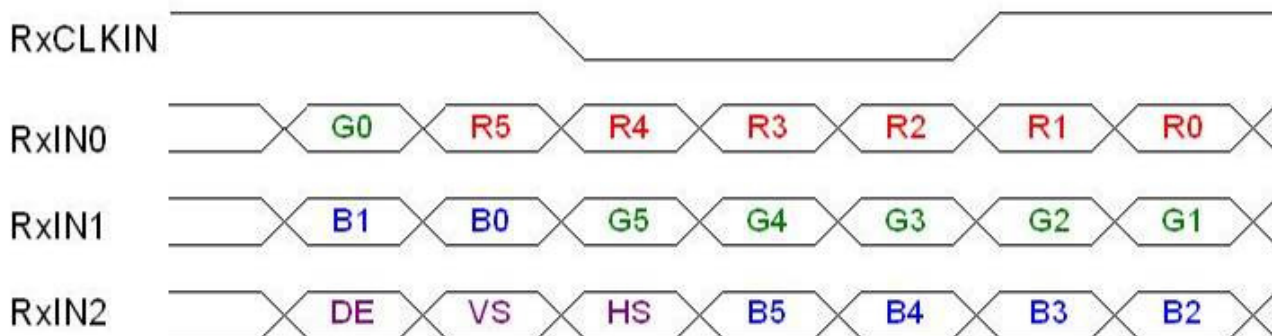 RxCLKIN
RxIN0 G0 R5 R4 R3 R2 R1 R0
RxIN1 B1 B0 G5 G4 G3 G2 G1
RxIN2 DE VS HS B5 B4 B3 B2